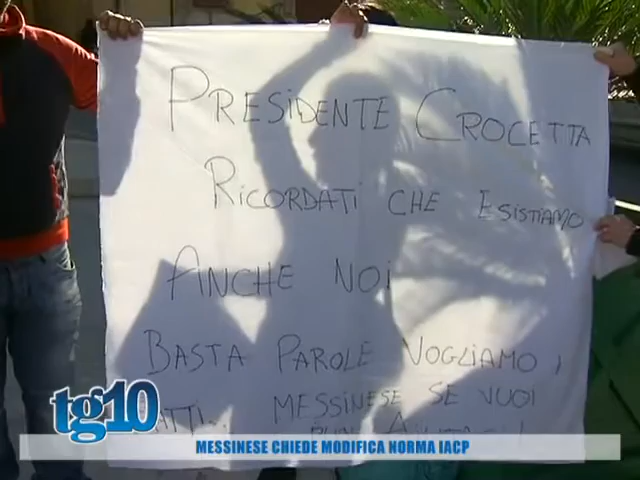 PRESIDENTE CROCETTA
RICORDATI CHE ESISTIAMO
ANCHE NOI
BASTA PAROLE VOGLIAMO I
MESSINESE SE VUOI
tg10
MESSINESE CHIEDE MODIFICA NORMA IACP